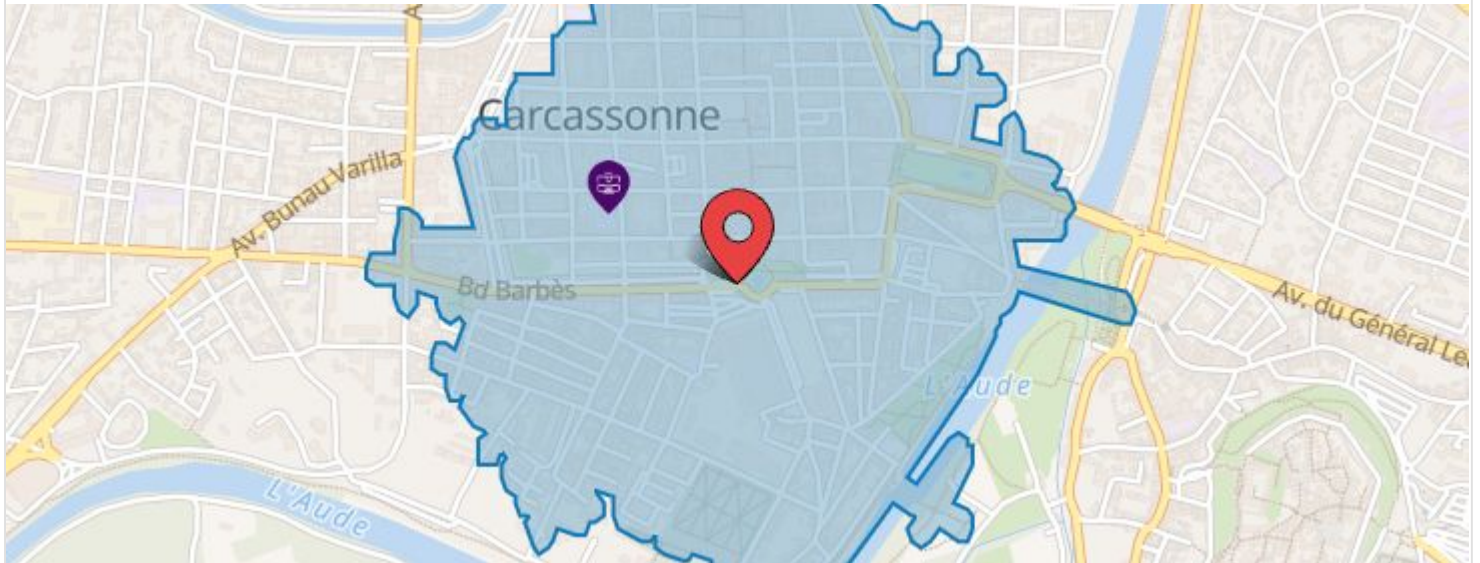 Carcassonne
Av. Bunau Varilla
Bd Barbès
Av. du Général Le
L'Aude
L'Aude